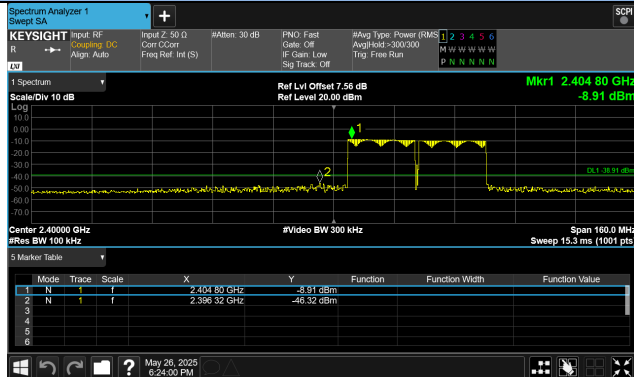 Spectrum Analyzer 1
Swept SA
+
SCPI
KEYSIGHT
R
LXI
Input: RF
Coupling: DC
Align: Auto
Input Z: 50 Ω
Corr CCorr
Freq Ref: Int (S)
#Atten: 30 dB
PNO: Fast
Gate: Off
IF Gain: Low
Sig Track: Off
#Avg Type: Power (RMS
Avg|Hold:>300/300
Trig: Free Run
1 2 3 4 5 6
M W W W W W
P N N N N N
1 Spectrum
Scale/Div 10 dB
Ref Lvl Offset 7.56 dB
Ref Level 20.00 dBm
Mkr1 2.404 80 GHz
-8.91 dBm
Log
10.0
0.00
-10.0
-20.0
-30.0
-40.0
-50.0
-60.0
-70.0
1
2
DL1 -38.91 dBm
Center 2.40000 GHz
#Res BW 100 kHz
#Video BW 300 kHz
Span 160.0 MHz
Sweep 15.3 ms (1001 pts)
5 Marker Table
Mode Trace Scale X Y Function Function Width Function Value
1 N 1 f 2.404 80 GHz -8.91 dBm
2 N 1 f 2.396 32 GHz -46.32 dBm
3
4
5
6
?
May 26, 2025
6:24:00 PM